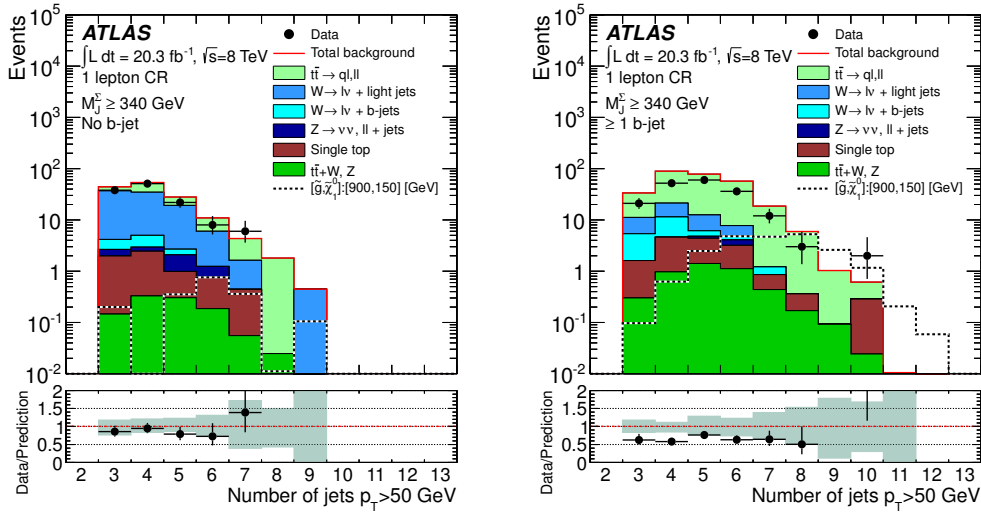 Events
10^5
10^4
10^3
10^2
10
1
10^-1
10^-2
ATLAS
∫L dt = 20.3 fb^-1, √s=8 TeV
1 lepton CR
M_J^Σ ≥ 340 GeV
No b-jet
Data
Total background
tt̄ → ql,ll
W→lν + light jets
W→lν + b-jets
Z→νν, ll + jets
Single top
tt̄+W, Z
[g̃,χ̃_1^0]:[900,150] [GeV]
Data/Prediction
2
1.5
1
0.5
0
2 3 4 5 6 7 8 9 10 11 12 13
Number of jets p_T>50 GeV
Events
10^5
10^4
10^3
10^2
10
1
10^-1
10^-2
ATLAS
∫L dt = 20.3 fb^-1, √s=8 TeV
1 lepton CR
M_J^Σ ≥ 340 GeV
≥ 1 b-jet
Data
Total background
tt̄ → ql,ll
W→lν + light jets
W→lν + b-jets
Z→νν, ll + jets
Single top
tt̄+W, Z
[g̃,χ̃_1^0]:[900,150] [GeV]
Data/Prediction
2
1.5
1
0.5
0
2 3 4 5 6 7 8 9 10 11 12 13
Number of jets p_T>50 GeV